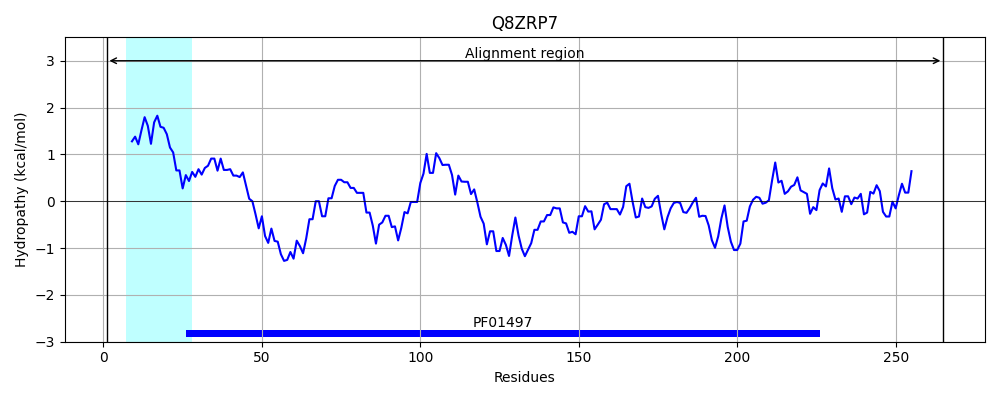 Q8ZRP7
Alignment region
3
2
1
0
−1
−2
−3
Hydropathy (kcal/mol)
PF01497
0
50
100
150
200
250
Residues